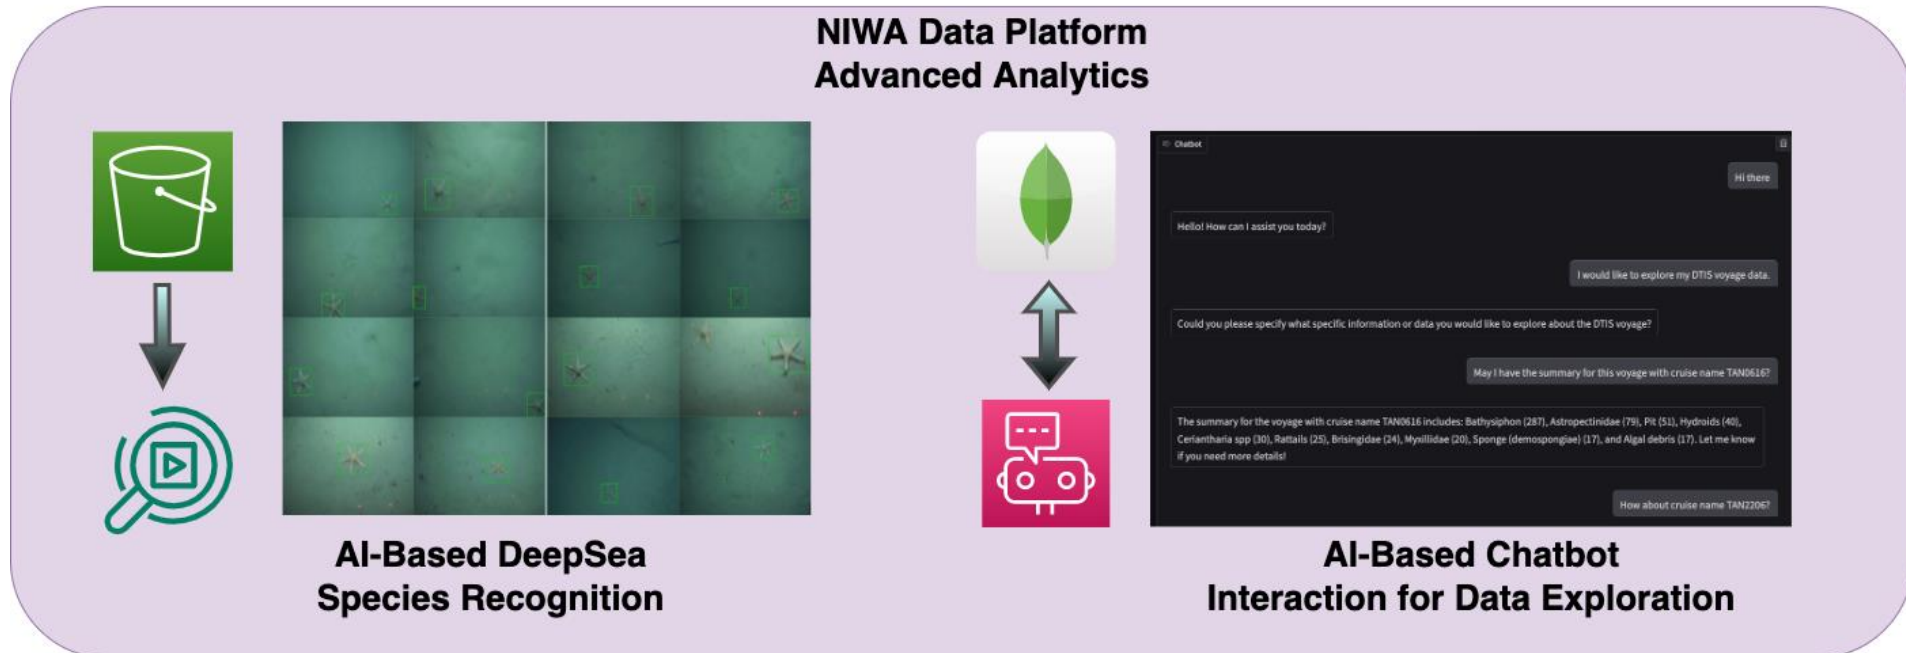 NIWA Data Platform
Advanced Analytics
Chatbot
Hi there
Hello! How can I assist you today?
I would like to explore my DTIS voyage data.
Could you please specify what specific information or data you would like to explore about the DTIS voyage?
May I have the summary for this voyage with cruise name TAN0616?
The summary for the voyage with cruise name TAN0616 includes: Bathysiphon (287), Astropectinidae (79), Pit (51), Hydroids (40),
Ceriantharia spp (30), Rattails (25), Brisingidae (24), Myxillidae (20), Sponge (demospongiae) (17), and Algal debris (17). Let me know
if you need more details!
How about cruise name TAN2206?
AI-Based DeepSea
Species Recognition
AI-Based Chatbot
Interaction for Data Exploration